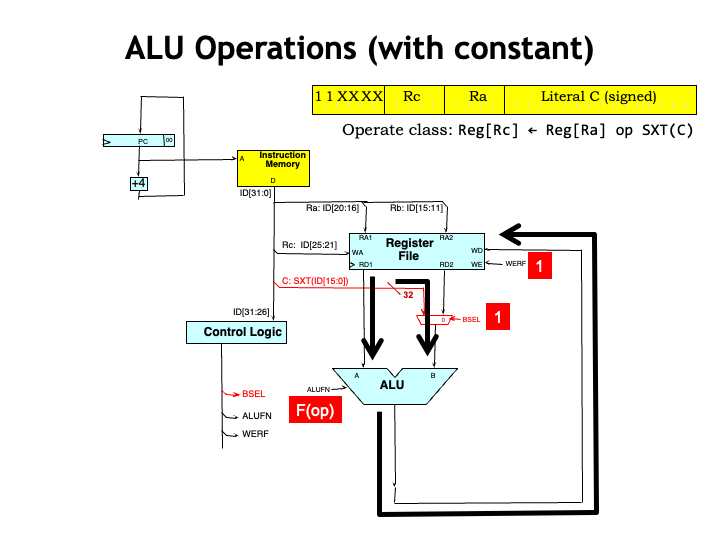 ALU Operations (with constant)
1 1 X X X X Rc Ra Literal C (signed)
Operate class: Reg[Rc] ← Reg[Ra] op SXT(C)
PC 00
+4
A Instruction
Memory
D
ID[31:0]
Ra: ID[20:16] Rb: ID[15:11]
RA1 RA2
Rc: ID[25:21] WA Register
File WD
RD1 RD2 WE WERF 1
C: SXT(ID[15:0])
32
ID[31:26]
0 BSEL 1
Control Logic
A B
ALU
ALUFN
F(op)
BSEL
ALUFN
WERF